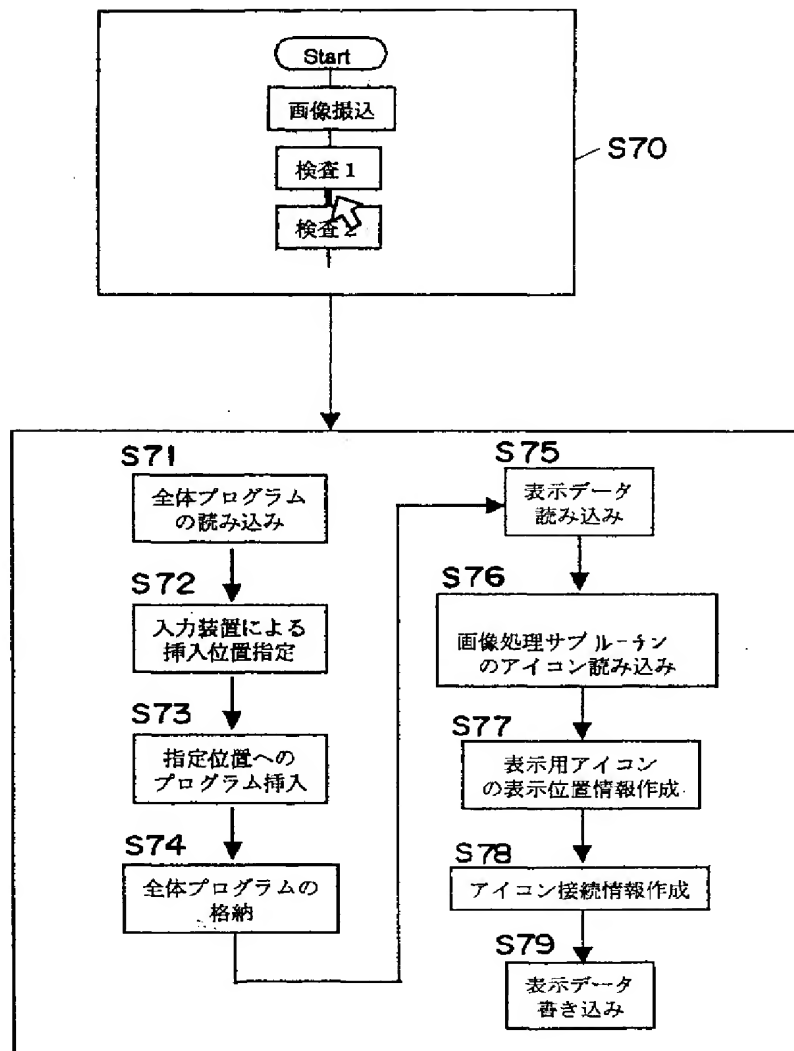 Start
画像撮込
S70
検査1
検査2
S71
全体プログラム
の読み込み
S72
入力装置による
挿入位置指定
S73
指定位置への
プログラム挿入
S74
全体プログラムの
格納
S75
表示データ
読み込み
S76
画像処理サブルーチン
のアイコン読み込み
S77
表示用アイコン
の表示位置情報作成
S78
アイコン接続情報作成
S79
表示データ
書き込み